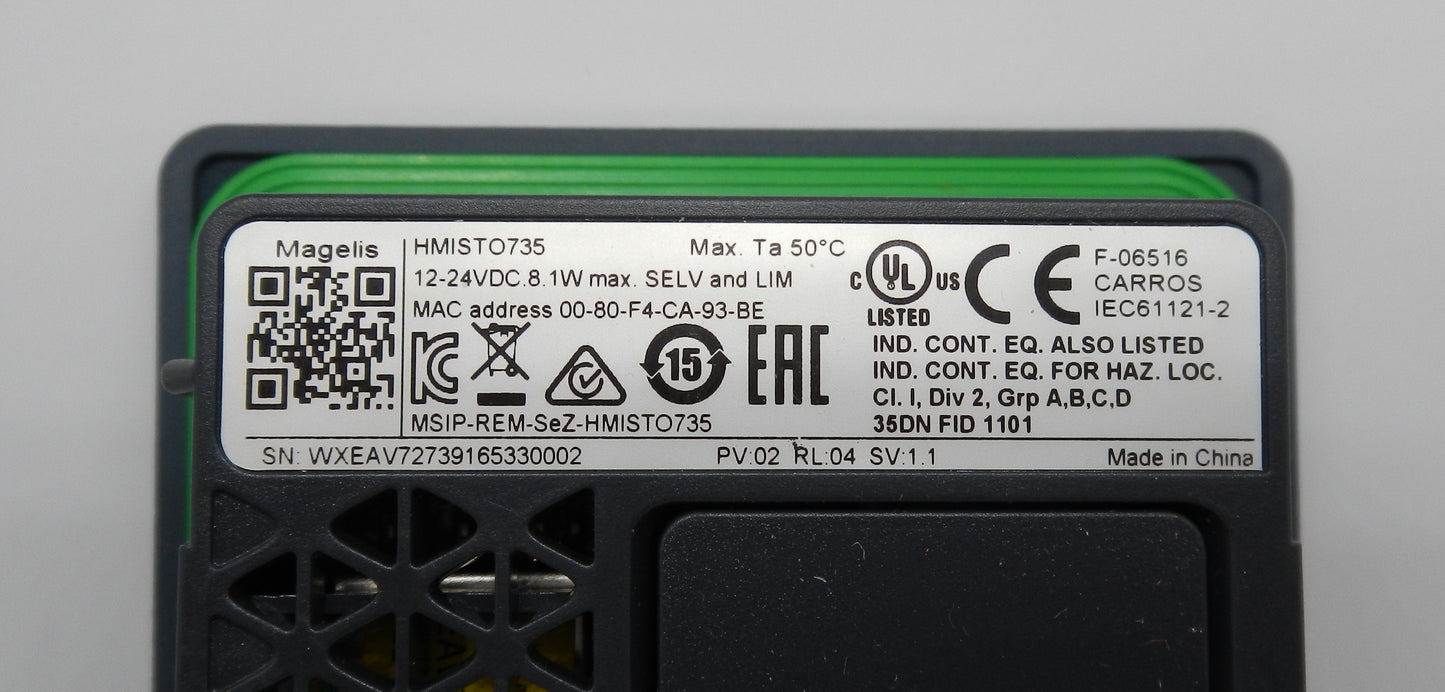 Magelis
HMISTO735 Max. Ta 50°C
12-24VDC.8.1W max. SELV and LIM
MAC address 00-80-F4-CA-93-BE
15 EAC
MSIP-REM-SeZ-HMISTO735
C UL US CE
LISTED
F-06516
CARROS
IEC61121-2
IND. CONT. EQ. ALSO LISTED
IND. CONT. EQ. FOR HAZ. LOC.
Cl. I, Div 2, Grp A,B,C,D
35DN FID 1101
SN: WXEAV72739165330002 PV:02 RL:04 SV:1.1 Made in China